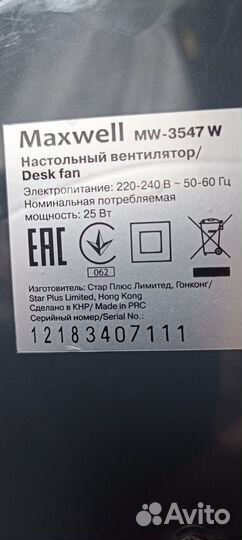 Maxwell MW-3547 W
Настольный вентилятор/
Desk fan
Электропитание: 220-240 В ~ 50-60 Гц
Номинальная потребляемая
мощность: 25 Вт
EAC
062
Изготовитель: Стар Плюс Лимитед, Гонконг/
Star Plus Limited, Hong Kong
Сделано в КНР/ Made in PRC
Серийный номер/Serial No.:
12183407111
Avito